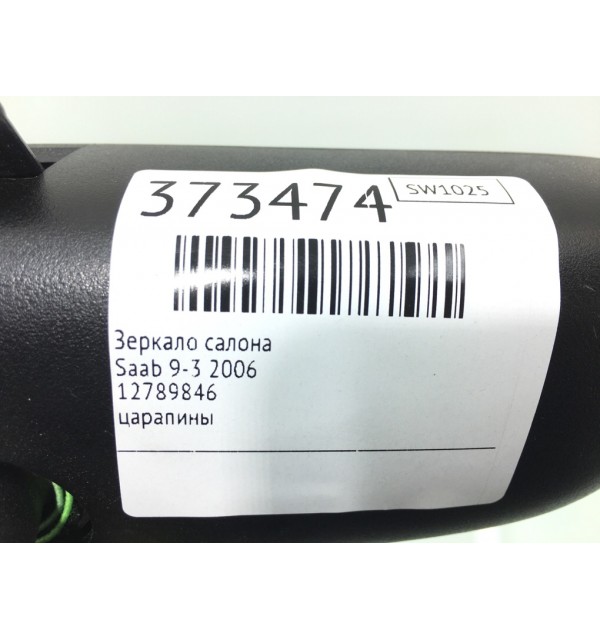 373474 SW1025
Зеркало салона
Saab 9-3 2006
12789846
царапины